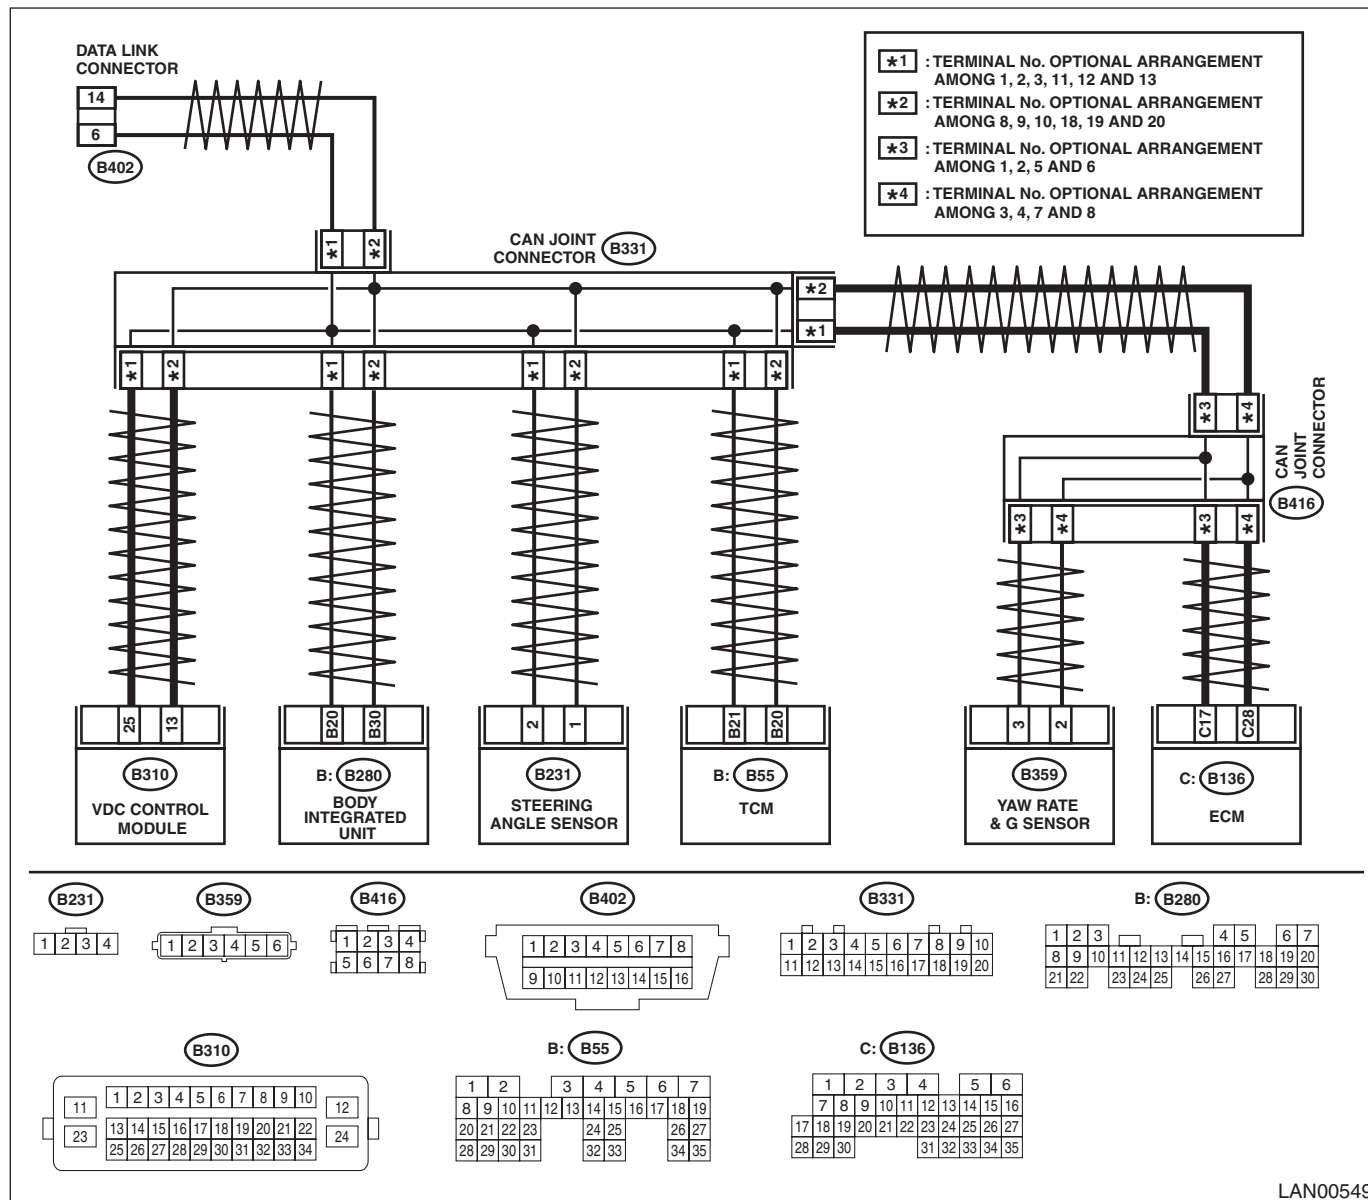 DATA LINK
CONNECTOR
14
6
B402
*1 : TERMINAL No. OPTIONAL ARRANGEMENT
AMONG 1, 2, 3, 11, 12 AND 13
*2 : TERMINAL No. OPTIONAL ARRANGEMENT
AMONG 8, 9, 10, 18, 19 AND 20
*3 : TERMINAL No. OPTIONAL ARRANGEMENT
AMONG 1, 2, 5 AND 6
*4 : TERMINAL No. OPTIONAL ARRANGEMENT
AMONG 3, 4, 7 AND 8
*1 *2
CAN JOINT
CONNECTOR B331
*2
*1
*1 *2 *1 *2 *1 *2 *1 *2
*3 *4
CAN
JOINT
CONNECTOR
B416
*3 *4 *3 *4
25 13 B20 B30 2 1 B21 B20 3 2 C17 C28
B310
VDC CONTROL
MODULE
B: B280
BODY
INTEGRATED
UNIT
B231
STEERING
ANGLE SENSOR
B: B55
TCM
B359
YAW RATE
& G SENSOR
C: B136
ECM
B231
1 2 3 4
B359
1 2 3 4 5 6
B416
1 2 3 4
5 6 7 8
B402
1 2 3 4 5 6 7 8
9 10 11 12 13 14 15 16
B331
1 2 3 4 5 6 7 8 9 10
11 12 13 14 15 16 17 18 19 20
B: B280
1 2 3 4 5 6 7
8 9 10 11 12 13 14 15 16 17 18 19 20
21 22 23 24 25 26 27 28 29 30
B310
11 1 2 3 4 5 6 7 8 9 10 12
23 13 14 15 16 17 18 19 20 21 22 24
25 26 27 28 29 30 31 32 33 34
B: B55
1 2 3 4 5 6 7
8 9 10 11 12 13 14 15 16 17 18 19
20 21 22 23 24 25 26 27
28 29 30 31 32 33 34 35
C: B136
1 2 3 4 5 6
7 8 9 10 11 12 13 14 15 16
17 18 19 20 21 22 23 24 25 26 27
28 29 30 31 32 33 34 35
LAN00549